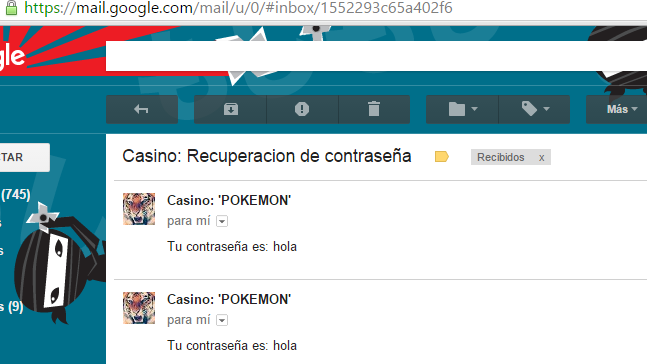 https://mail.google.com/mail/u/0/#inbox/1552293c65a402f6
gle
Más
TAR
Casino: Recuperacion de contraseña
Recibidos x
(745)
s
Casino: 'POKEMON'
para mí
Tu contraseña es: hola
s (9)
Casino: 'POKEMON'
para mí
Tu contraseña es: hola